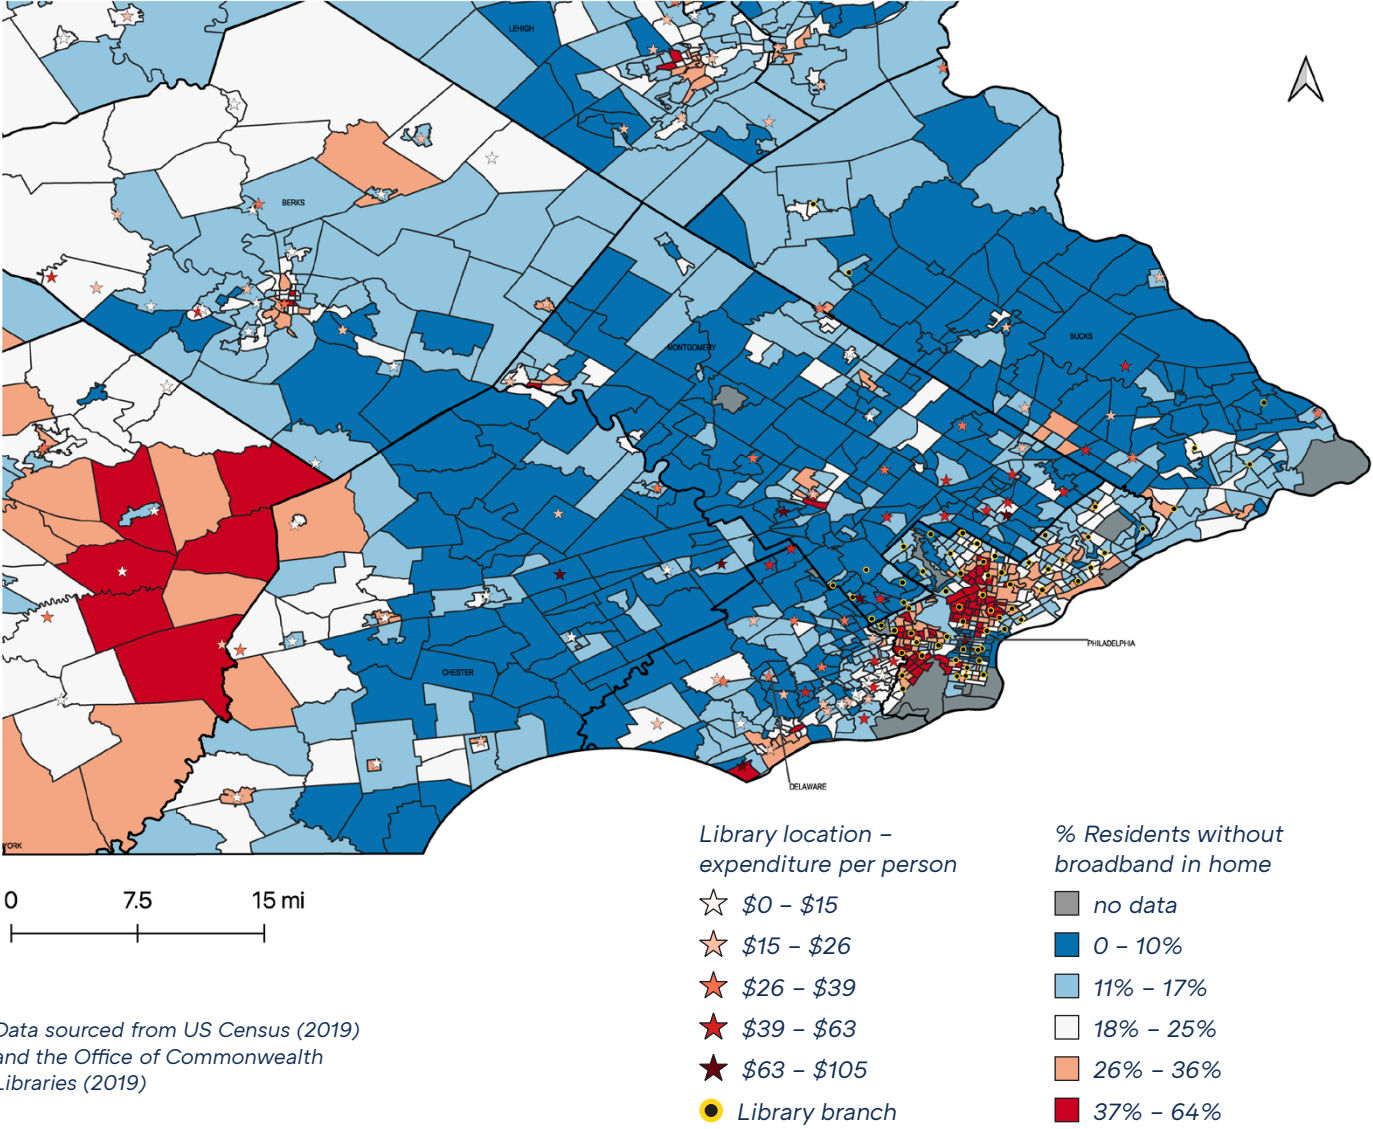 LEHIGH
BERKS
BUCKS
MONTGOMERY
PHILADELPHIA
CHESTER
DELAWARE
YORK
0 7.5 15 mi
Data sourced from US Census (2019)
and the Office of Commonwealth
Libraries (2019)
Library location –
expenditure per person
$0 – $15
$15 – $26
$26 – $39
$39 – $63
$63 – $105
Library branch
% Residents without
broadband in home
no data
0 – 10%
11% – 17%
18% – 25%
26% – 36%
37% – 64%